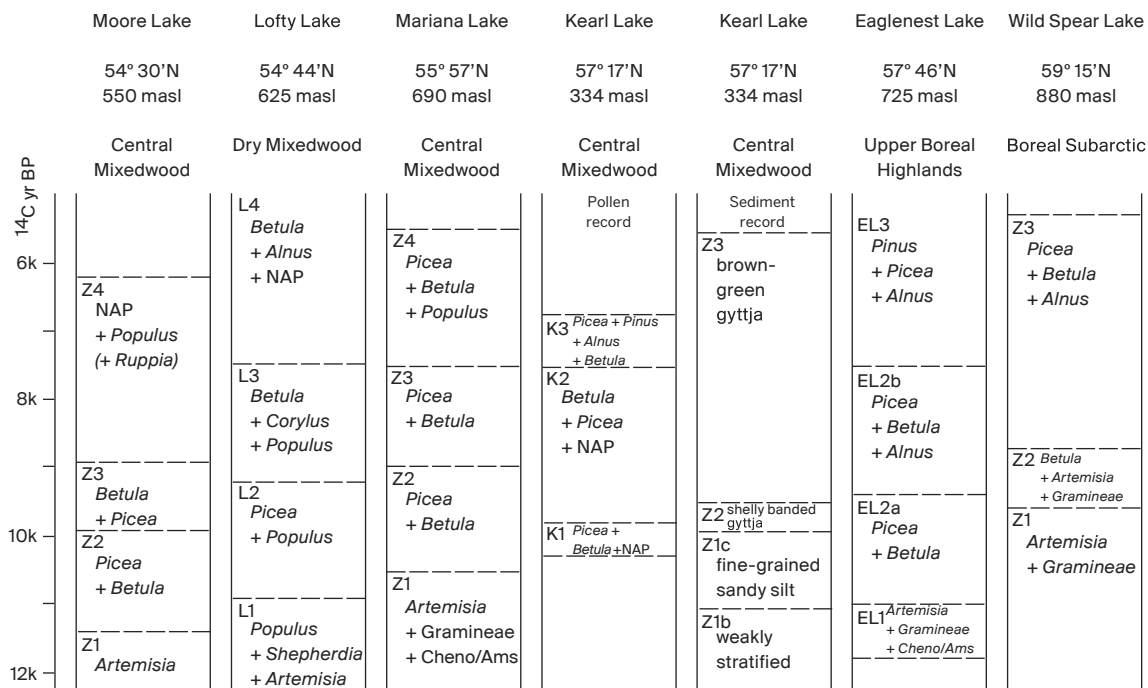 Moore Lake
54° 30'N
550 masl
Central
Mixedwood
Lofty Lake
54° 44'N
625 masl
Dry Mixedwood
Mariana Lake
55° 57'N
690 masl
Central
Mixedwood
Kearl Lake
57° 17'N
334 masl
Central
Mixedwood
Kearl Lake
57° 17'N
334 masl
Central
Mixedwood
Eaglenest Lake
57° 46'N
725 masl
Upper Boreal
Highlands
Wild Spear Lake
59° 15'N
880 masl
Boreal Subarctic
14C yr BP
6k
8k
10k
12k
Z4
NAP
+ Populus
(+ Ruppia)
Z3
Betula
+ Picea
Z2
Picea
+ Betula
Z1
Artemisia
L4
Betula
+ Alnus
+ NAP
L3
Betula
+ Corylus
+ Populus
L2
Picea
+ Populus
L1
Populus
+ Shepherdia
+ Artemisia
Z4
Picea
+ Betula
+ Populus
Z3
Picea
+ Betula
Z2
Picea
+ Betula
Z1
Artemisia
+ Gramineae
+ Cheno/Ams
Pollen
record
K3 Picea + Pinus
+ Alnus
+ Betula
K2
Betula
+ Picea
+ NAP
K1 Picea +
Betula+NAP
Sediment
record
Z3
brown-
green
gyttja
Z2 shelly banded
gyttja
Z1c
fine-grained
sandy silt
Z1b
weakly
stratified
EL3
Pinus
+ Picea
+ Alnus
EL2b
Picea
+ Betula
+ Alnus
EL2a
Picea
+ Betula
EL1 Artemisia
+ Gramineae
+ Cheno/Ams
Z3
Picea
+ Betula
+ Alnus
Z2 Betula
+ Artemisia
+ Gramineae
Z1
Artemisia
+ Gramineae